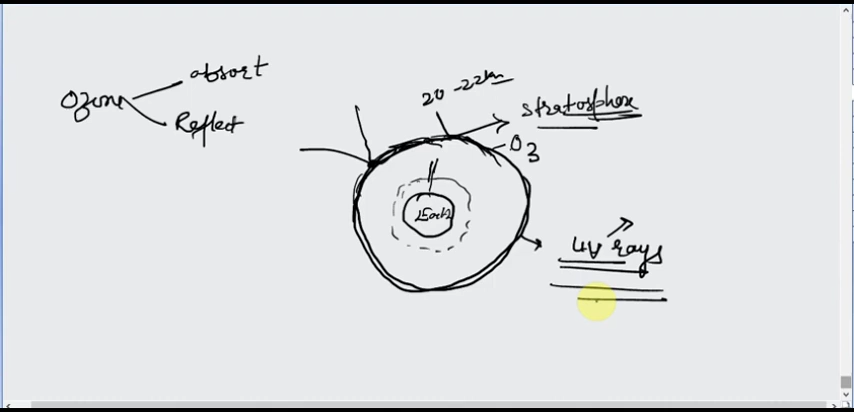 Ozone
absort
Reflect
20-22km
stratosphere
O3
Earth
UV rays